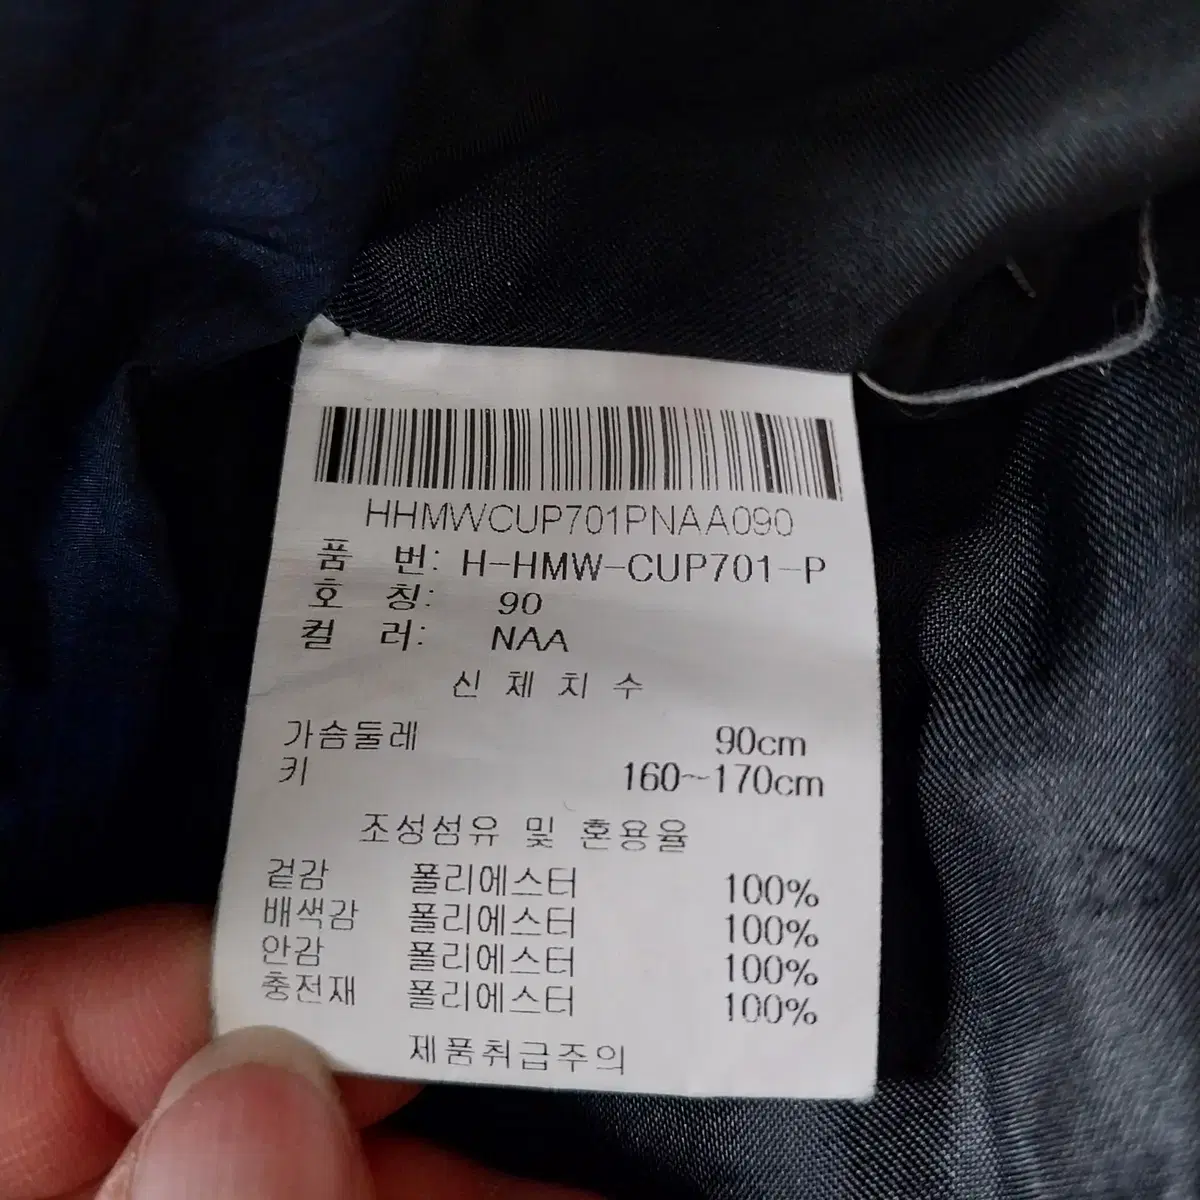 HHMWCUP701PNAA090
품 번: H-HMW-CUP701-P
호 칭: 90
컬 러: NAA
신 체 치 수
가슴둘레 90cm
키 160~170cm
조성섬유 및 혼용율
겉감 폴리에스터 100%
배색감 폴리에스터 100%
안감 폴리에스터 100%
충전재 폴리에스터 100%
제품취급주의